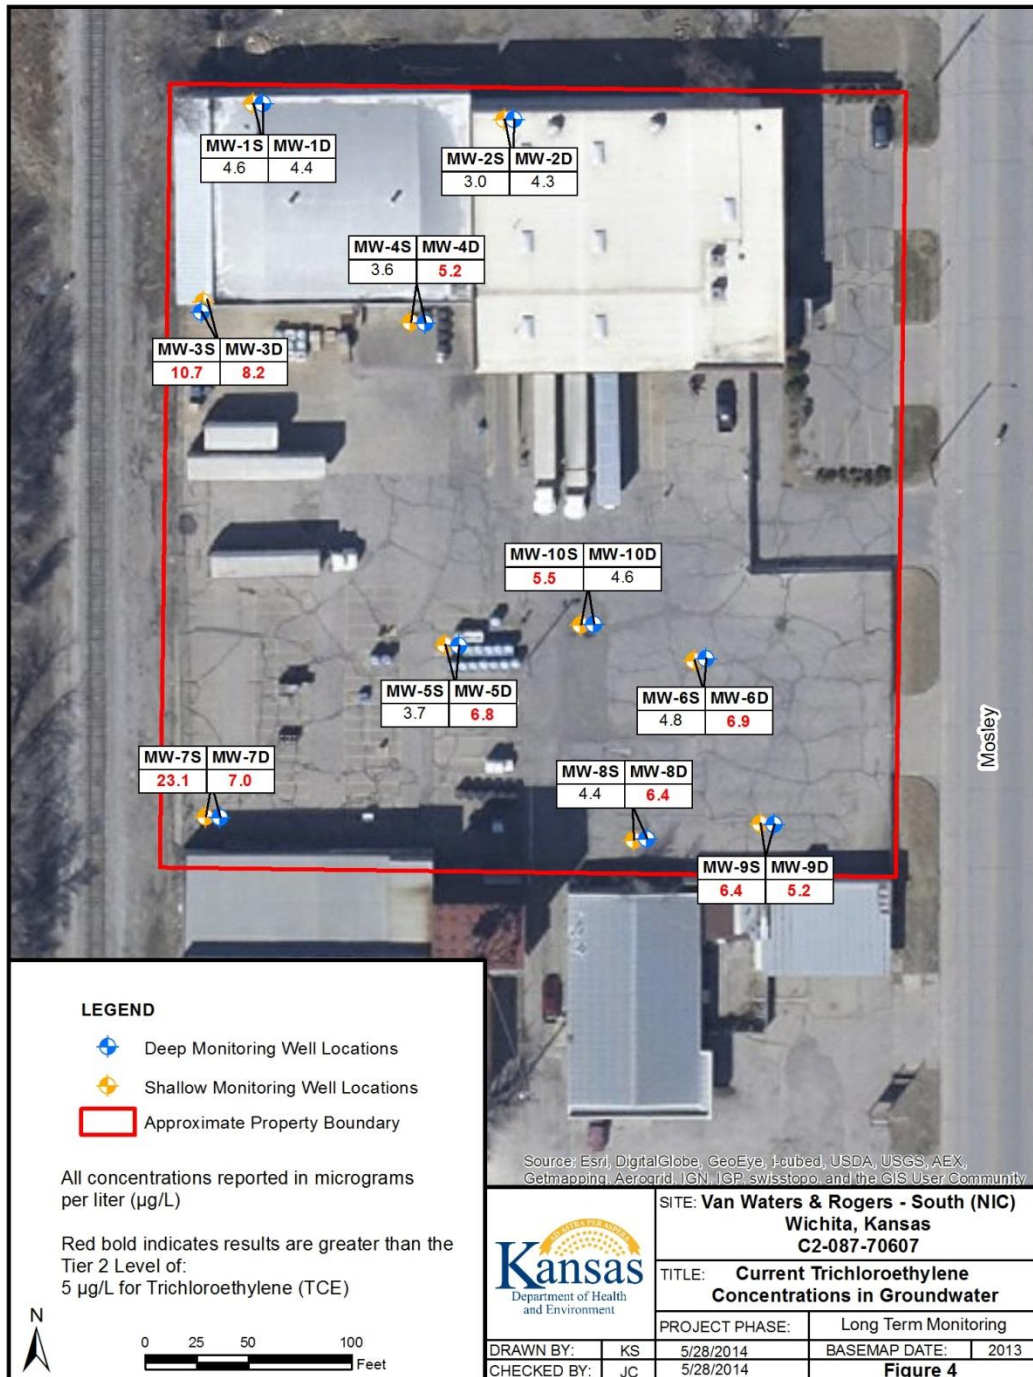 MW-1S MW-1D
4.6 4.4
MW-2S MW-2D
3.0 4.3
MW-4S MW-4D
3.6 5.2
MW-3S MW-3D
10.7 8.2
MW-10S MW-10D
5.5 4.6
MW-5S MW-5D
3.7 6.8
MW-6S MW-6D
4.8 6.9
MW-7S MW-7D
23.1 7.0
MW-8S MW-8D
4.4 6.4
MW-9S MW-9D
6.4 5.2
Mosley
LEGEND
Deep Monitoring Well Locations
Shallow Monitoring Well Locations
Approximate Property Boundary
All concentrations reported in micrograms
per liter (µg/L)
Red bold indicates results are greater than the
Tier 2 Level of:
5 µg/L for Trichloroethylene (TCE)
N
0 25 50 100
Feet
Source: Esri, DigitalGlobe, GeoEye, i-cubed, USDA, USGS, AEX,
Getmapping, Aerogrid, IGN, IGP, swisstopo, and the GIS User Community
AD ASTRA PER ASPERA
Kansas
Department of Health
and Environment
SITE: Van Waters & Rogers - South (NIC)
Wichita, Kansas
C2-087-70607
TITLE: Current Trichloroethylene
Concentrations in Groundwater
PROJECT PHASE: Long Term Monitoring
DRAWN BY: KS 5/28/2014 BASEMAP DATE: 2013
CHECKED BY: JC 5/28/2014 Figure 4